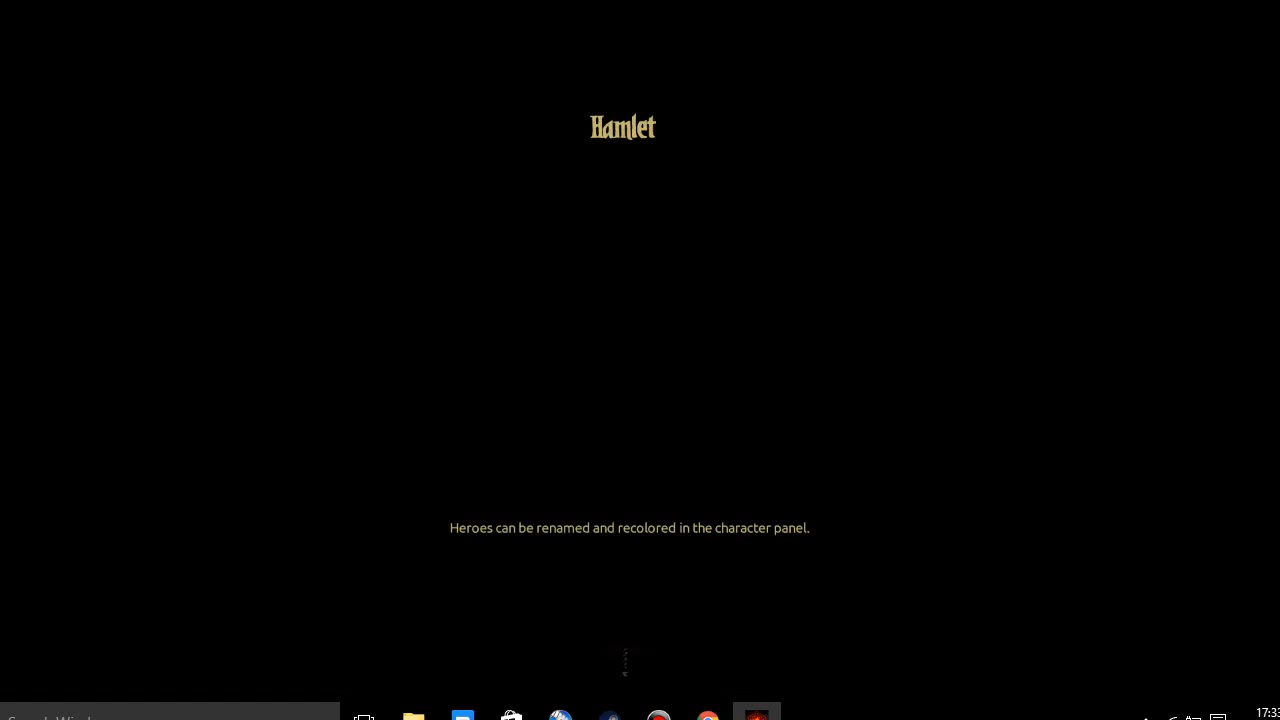 Hamlet
Heroes can be renamed and recolored in the character panel.
17:33